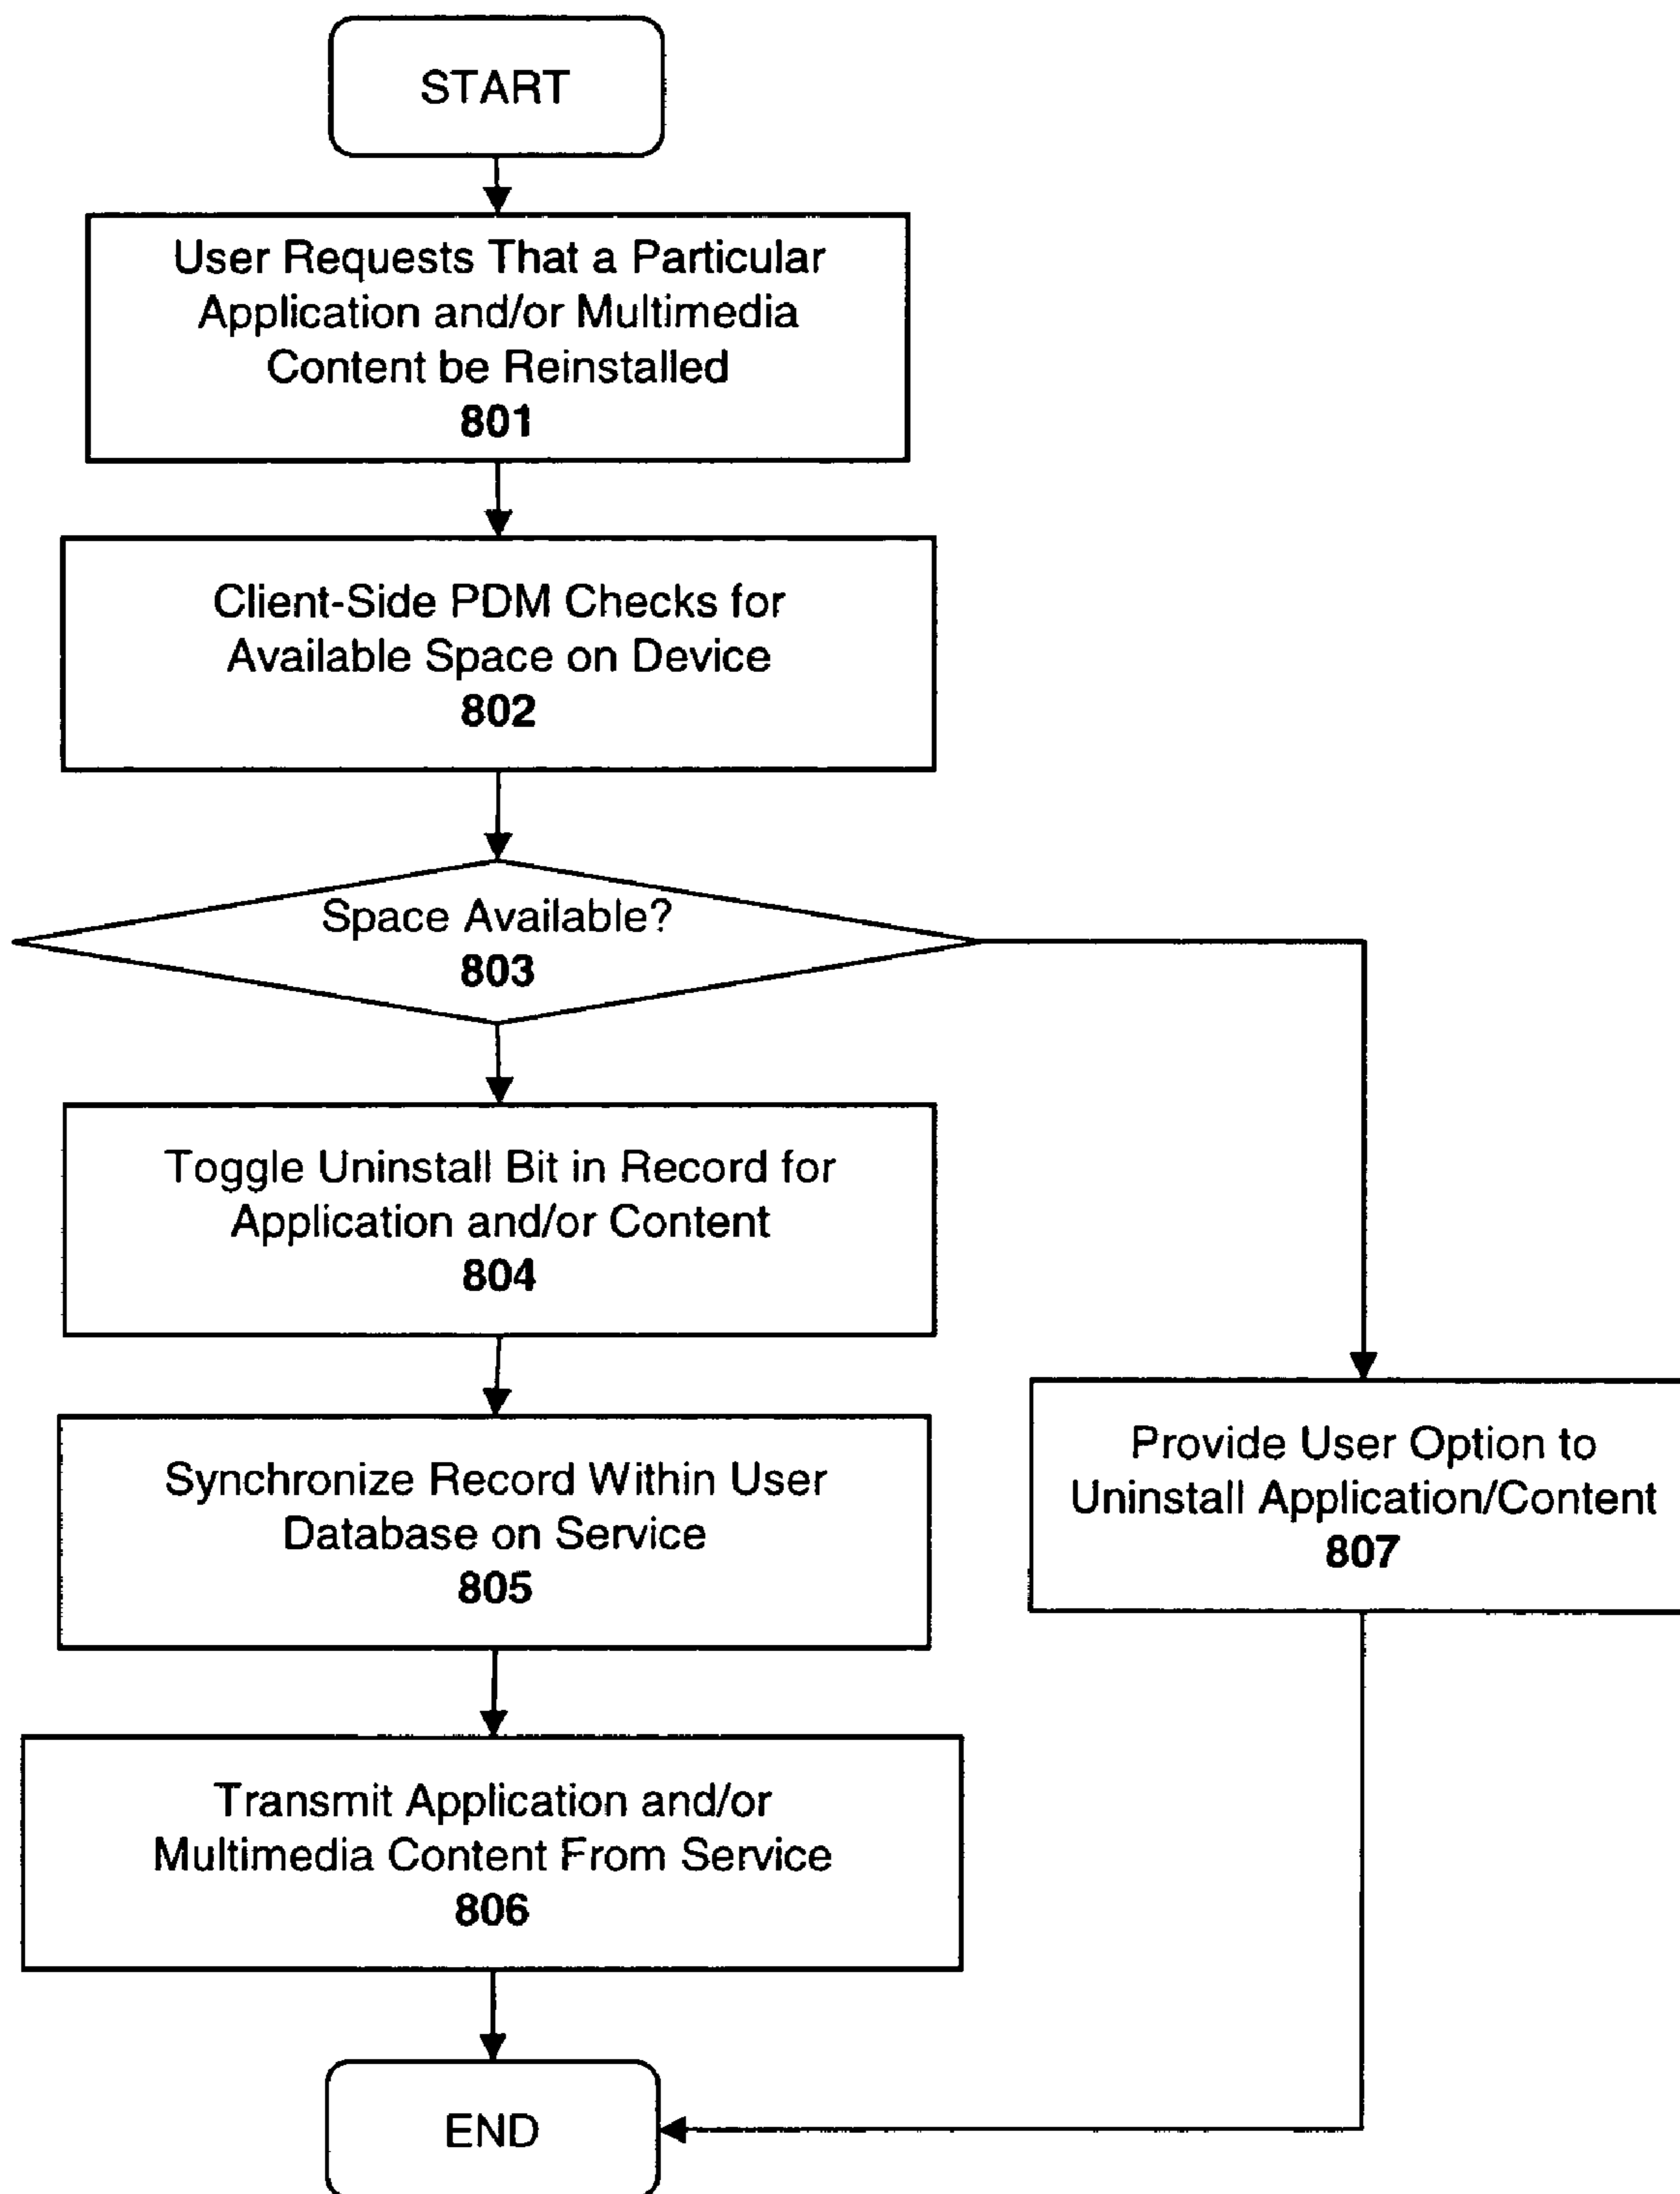 START
User Requests That a Particular
Application and/or Multimedia
Content be Reinstalled
801
Client-Side PDM Checks for
Available Space on Device
802
Space Available?
803
Toggle Uninstall Bit in Record for
Application and/or Content
804
Synchronize Record Within User
Database on Service
805
Provide User Option to
Uninstall Application/Content
807
Transmit Application and/or
Multimedia Content From Service
806
END